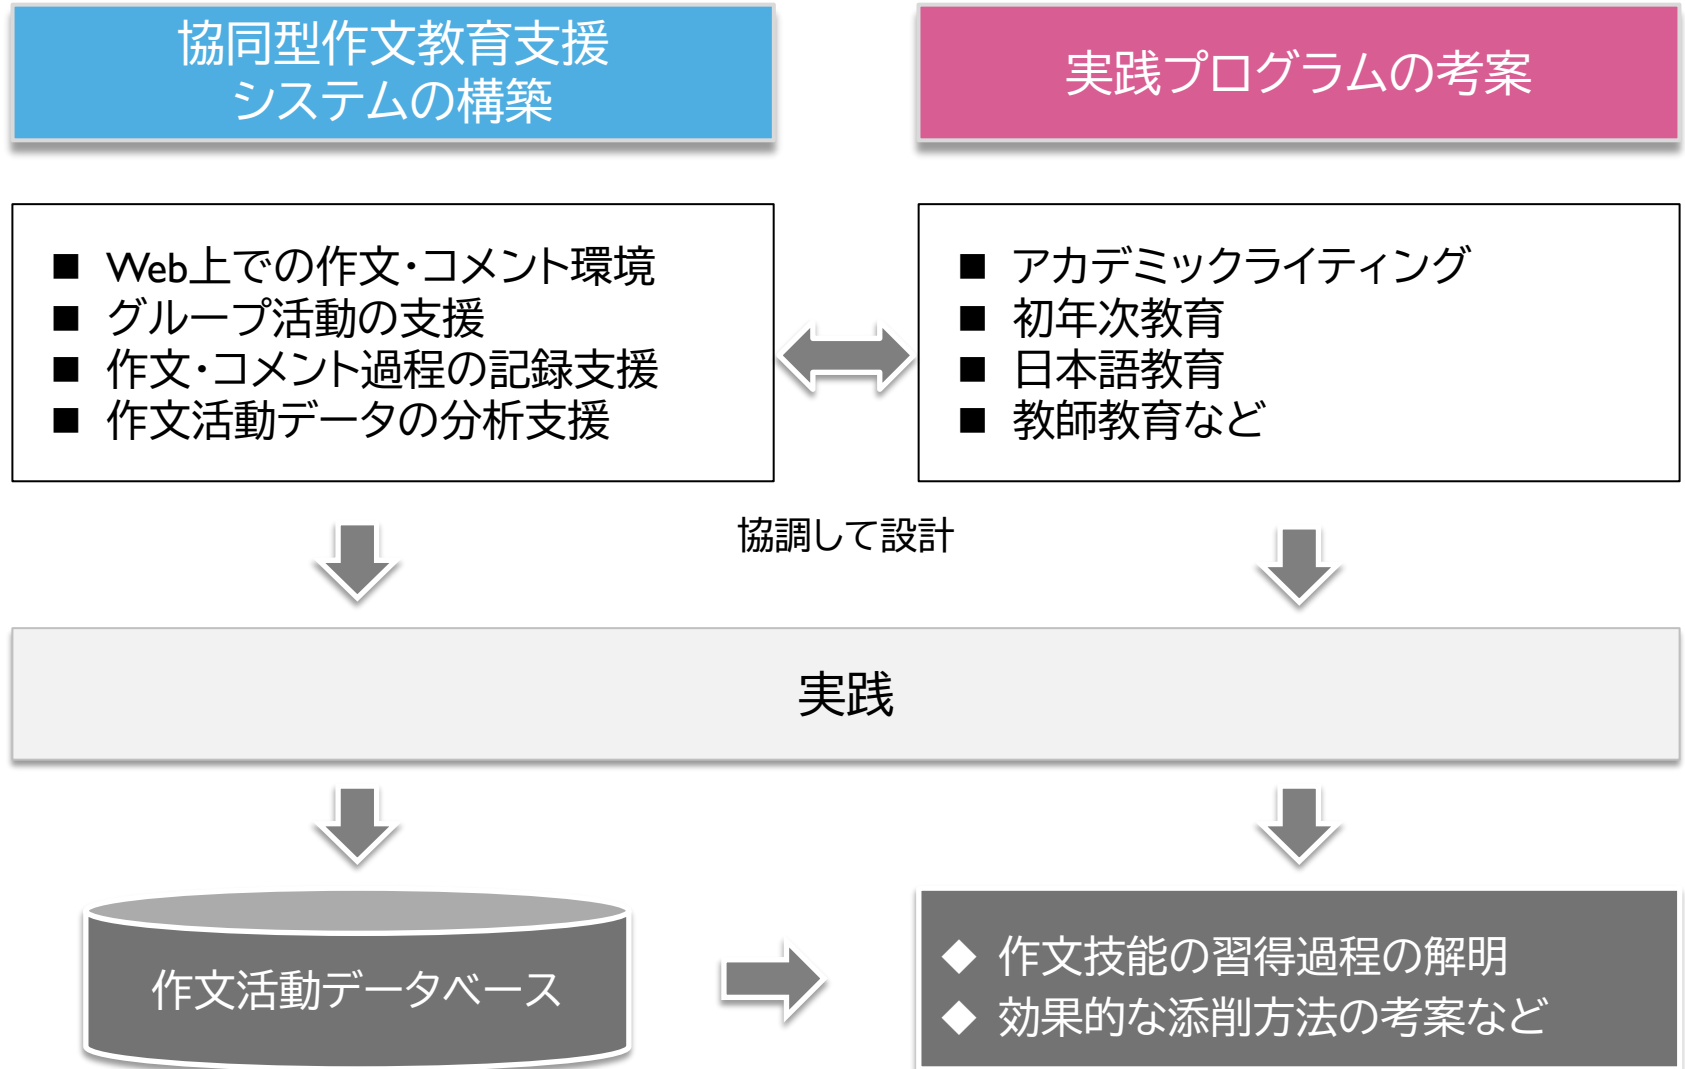 協同型作文教育支援
システムの構築
実践プログラムの考案
■ Web上での作文・コメント環境
■ グループ活動の支援
■ 作文・コメント過程の記録支援
■ 作文活動データの分析支援
■ アカデミックライティング
■ 初年次教育
■ 日本語教育
■ 教師教育など
協調して設計
実践
作文活動データベース
◆ 作文技能の習得過程の解明
◆ 効果的な添削方法の考案など